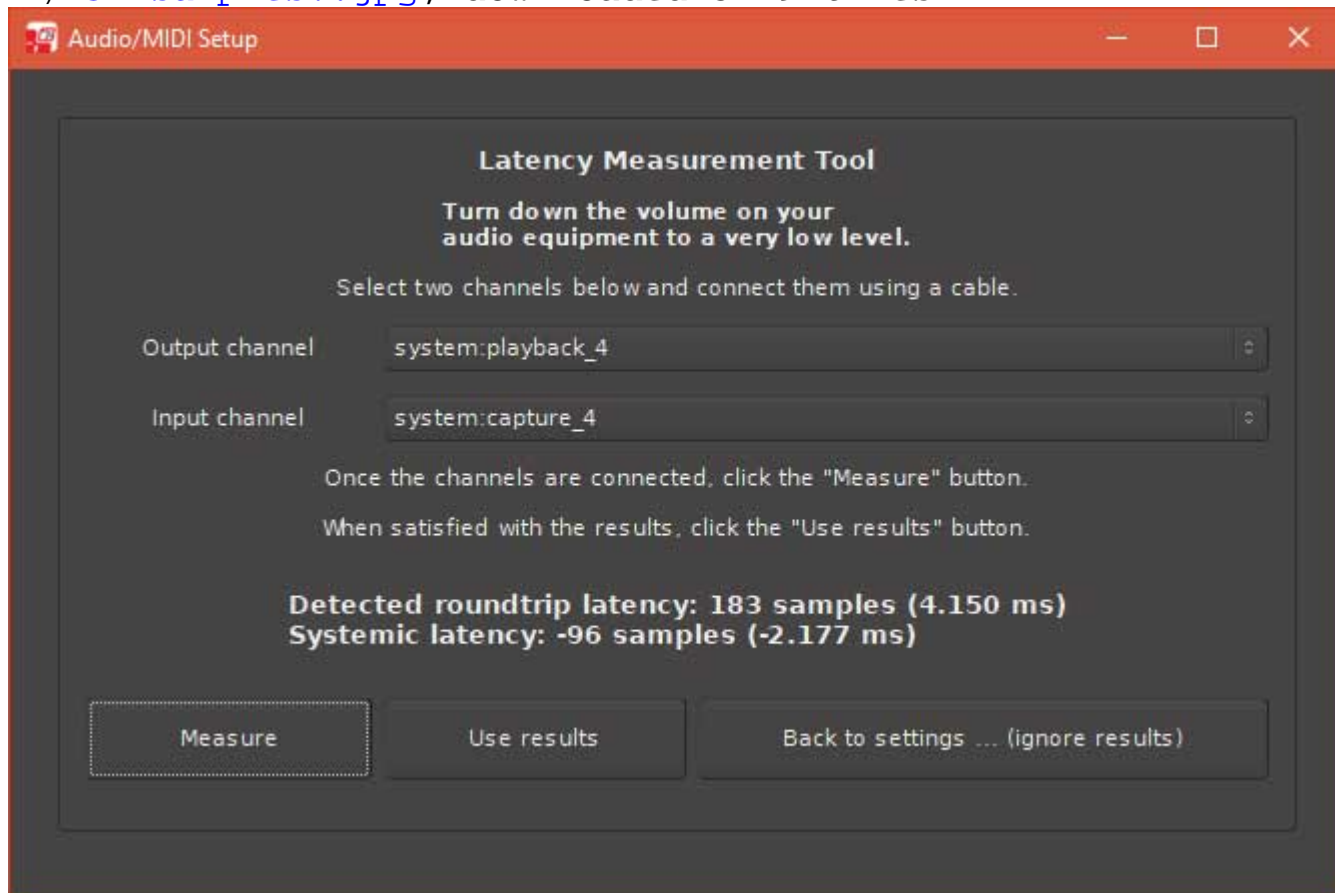 Audio/MIDI Setup
Latency Measurement Tool
Turn down the volume on your
audio equipment to a very low level.
Select two channels below and connect them using a cable.
Output channel system:playback_4
Input channel system:capture_4
Once the channels are connected, click the "Measure" button.
When satisfied with the results, click the "Use results" button.
Detected roundtrip latency: 183 samples (4.150 ms)
Systemic latency: -96 samples (-2.177 ms)
Measure Use results Back to settings ... (ignore results)